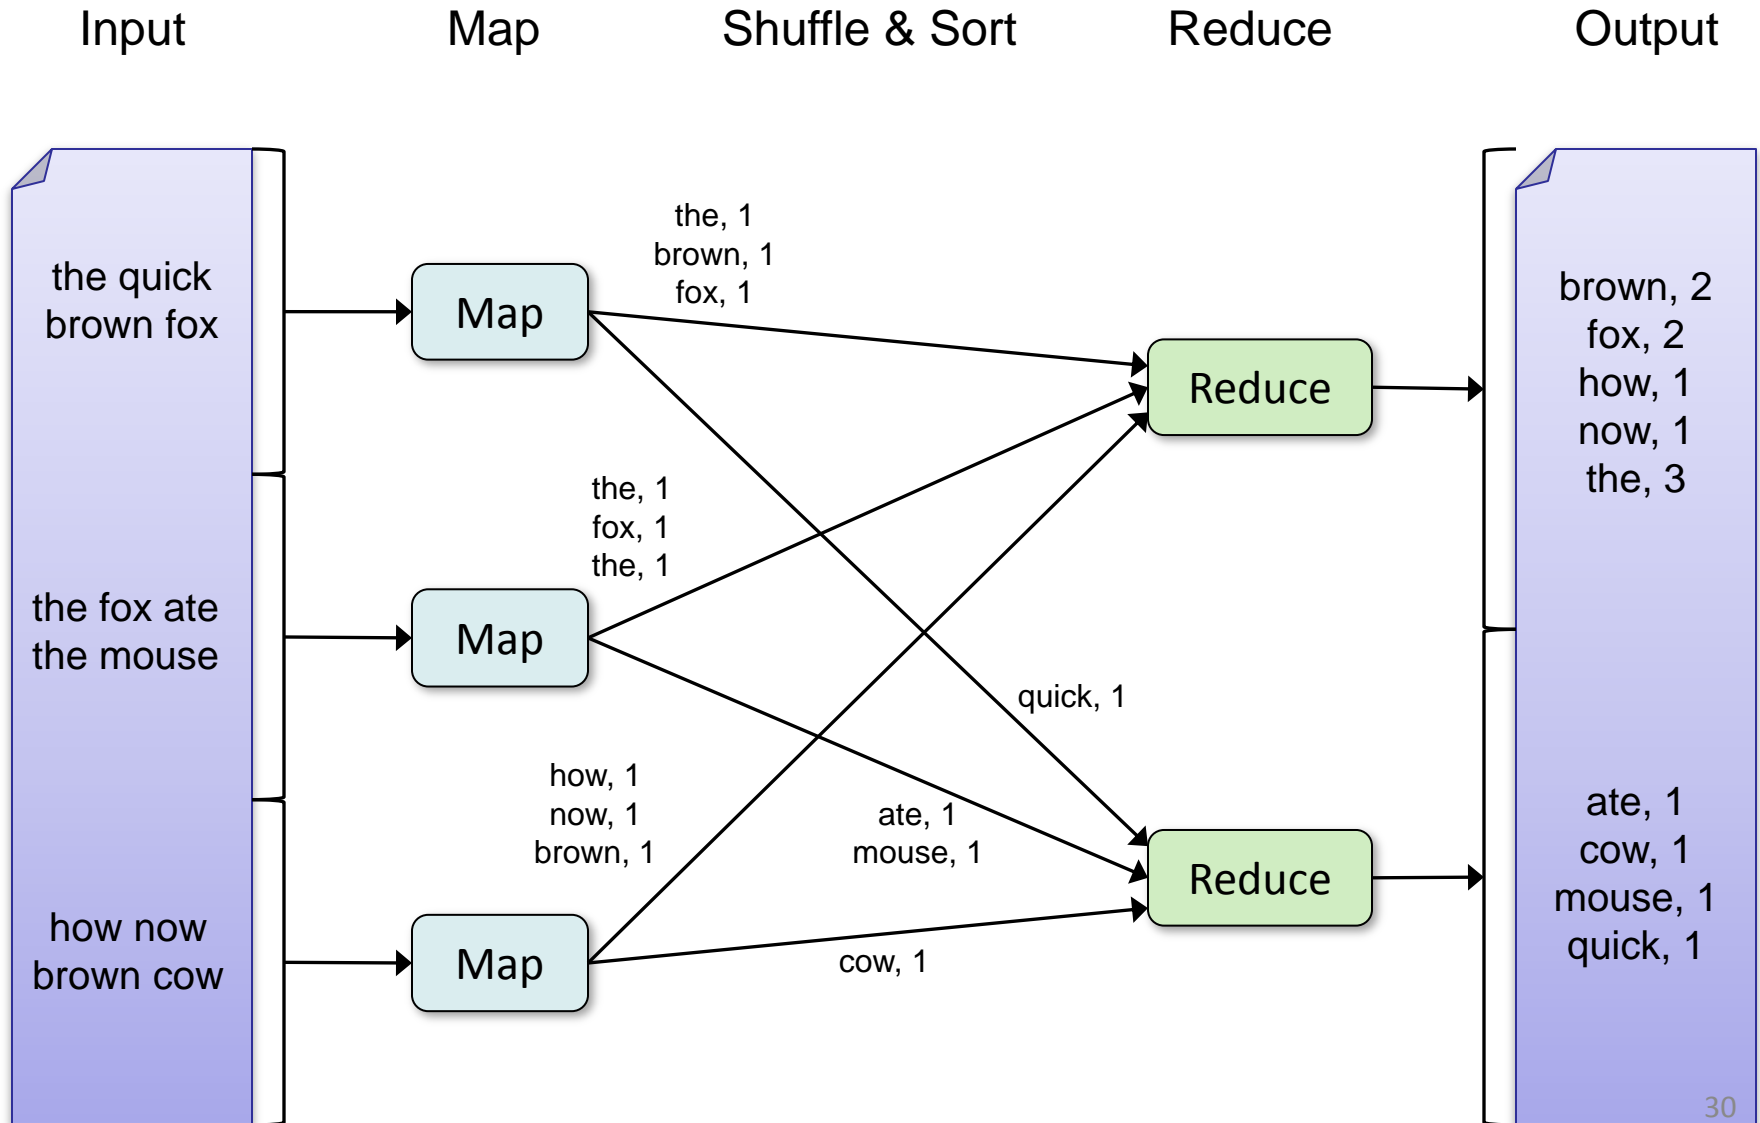 Input
Map
Shuffle & Sort
Reduce
Output
the quick
brown fox
the fox ate
the mouse
how now
brown cow
Map
Map
Map
the, 1
brown, 1
fox, 1
the, 1
fox, 1
the, 1
how, 1
now, 1
brown, 1
quick, 1
ate, 1
mouse, 1
cow, 1
Reduce
Reduce
brown, 2
fox, 2
how, 1
now, 1
the, 3
ate, 1
cow, 1
mouse, 1
quick, 1
30